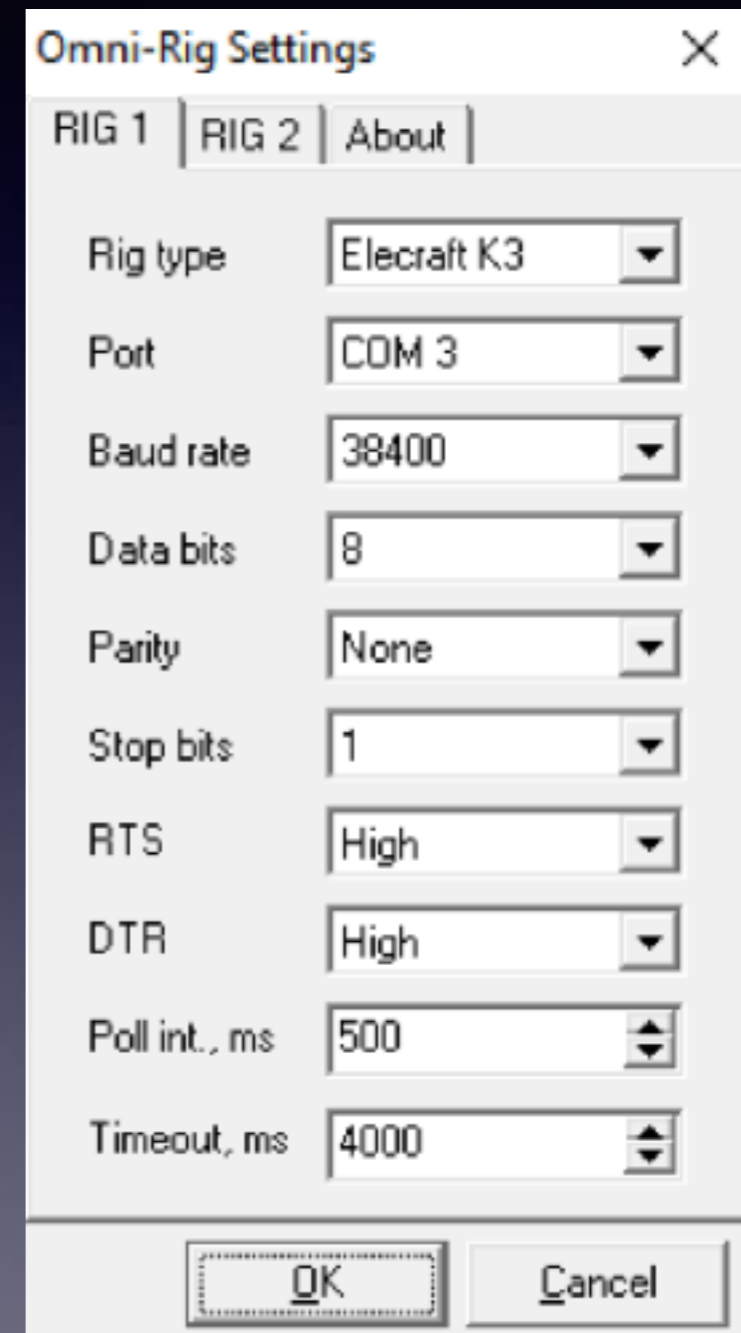 Omni-Rig Settings
RIG 1 RIG 2 About
Rig type Elecraft K3
Port COM 3
Baud rate 38400
Data bits 8
Parity None
Stop bits 1
RTS High
DTR High
Poll int., ms 500
Timeout, ms 4000
OK Cancel